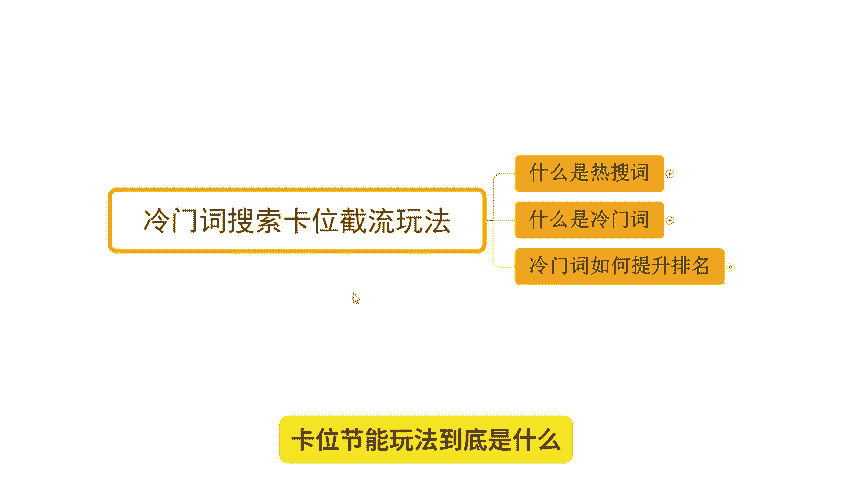 冷门词搜索卡位截流玩法
什么是热搜词
什么是冷门词
冷门词如何提升排名
卡位节能玩法到底是什么